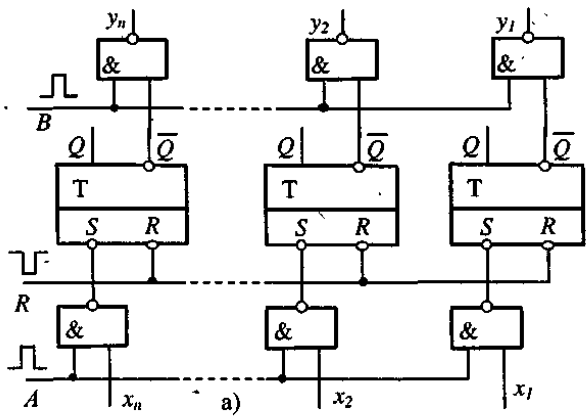 yₙ y₂ y₁
& & &
B
Q Q̅ Q Q̅ Q Q̅
T T T
S R S R S R
R
& & &
A xₙ а) x₂ x₁